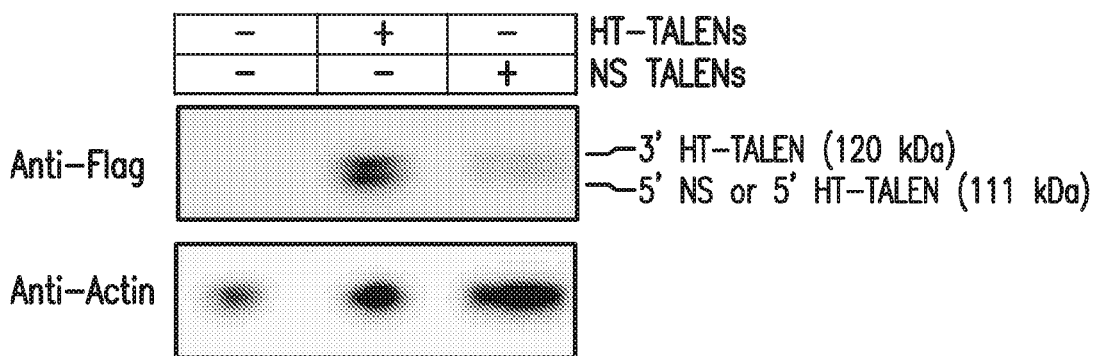 - + - HT-TALENs
- - + NS TALENs
Anti-Flag
3' HT-TALEN (120 kDa)
5' NS or 5' HT-TALEN (111 kDa)
Anti-Actin